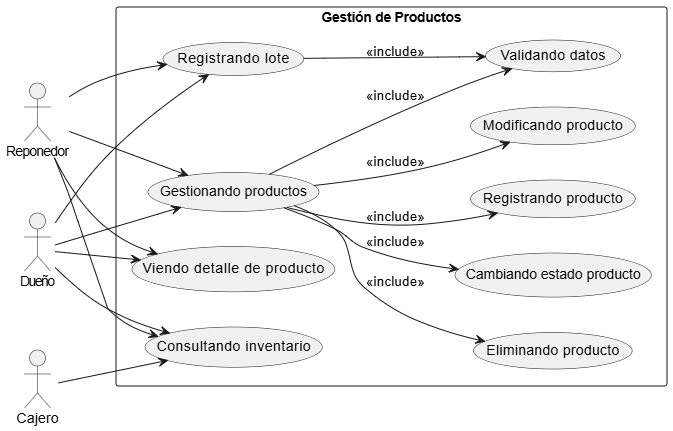 Gestión de Productos
Registrando lote
«include»
Validando datos
«include»
Reponedor
Modificando producto
«include»
Gestionando productos
Registrando producto
«include»
«include»
Dueño
Viendo detalle de producto
Cambiando estado producto
«include»
Consultando inventario
Eliminando producto
Cajero